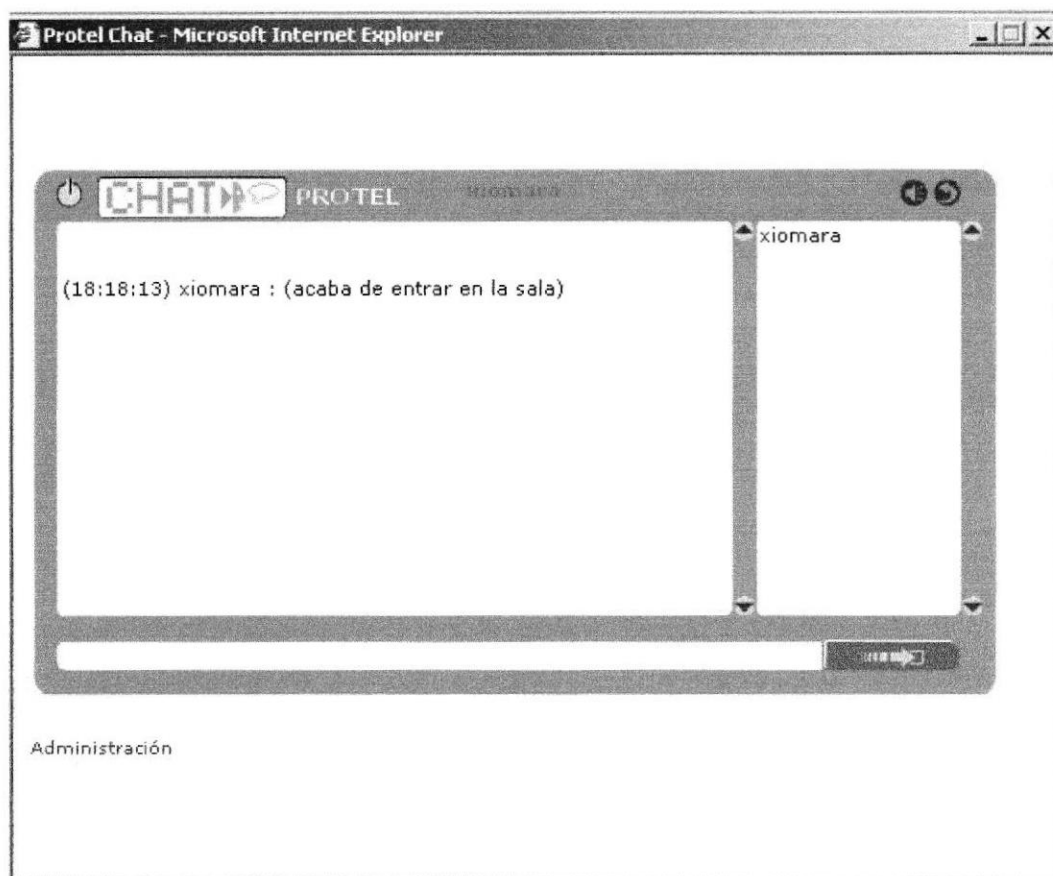 Protel Chat - Microsoft Internet Explorer
CHAT PROTEL xiomara
xiomara
(18:18:13) xiomara : (acaba de entrar en la sala)
Administración